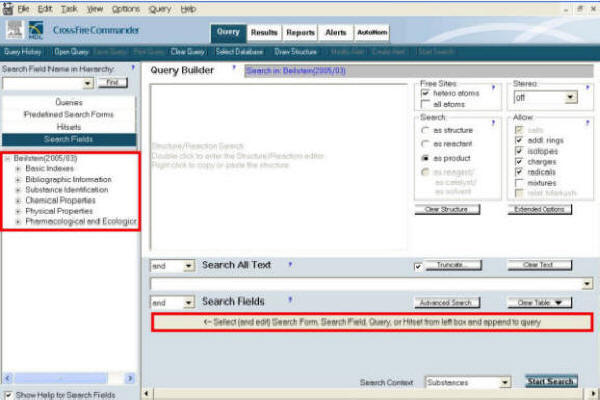 File Edit View Task Options Query Help
MDL CrossFire Commander
Query Results Reports Alerts AutoNom
Query History Open Query Save Query Print Query Clear Query Select Database Draw Structure Modify Alert Create Alert Start Search
Search Field Name in Hierarchy: ?
Find
Queries
Predefined Search Forms
Hitsets
Search Fields
Beilstein(2005/03)
Basic Indexes
Bibliographic Information
Substance Identification
Chemical Properties
Physical Properties
Pharmacological and Ecologior
Show Help for Search Fields
Query Builder ? Search in: Beilstein(2005/03)
Structure/Reaction Search
Double click to enter the Structure/Reaction editor.
Right click to copy or paste the structure.
Free Sites: ?
hetero atoms
all atoms
Stereo: ?
off
Search: ?
as structure
as reactant
as product
as reagent/
as catalyst/
as solvent
Allow: ?
salts
addl. rings
isotopes
charges
radicals
mixtures
relat. Markush
Clear Structure Extended Options
and Search All Text ? Truncate... Clear Text
and Search Fields ? Advanced Search Clear Table
<- Select (and edit) Search Form, Search Field, Query, or Hitset from left box and append to query
Search Context Substances Start Search